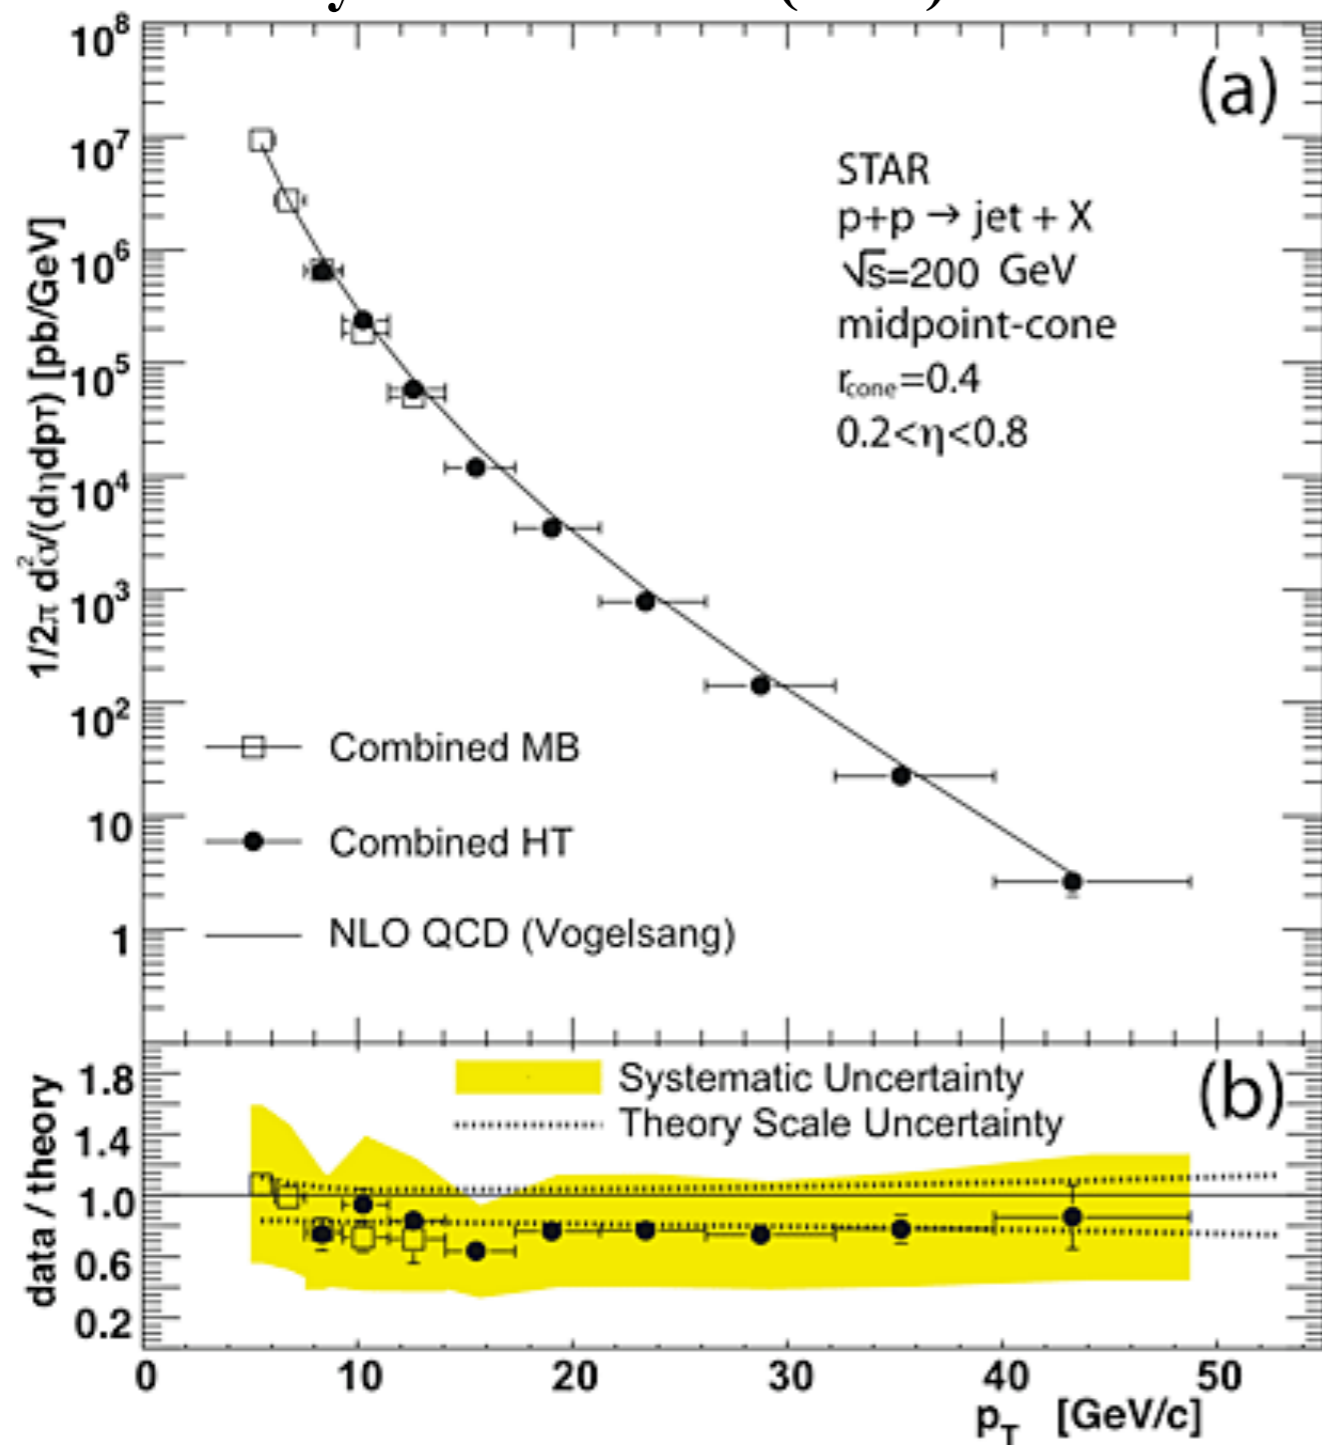 10⁸
(a)
10⁷
STAR
p+p → jet + X
10⁶
√s=200 GeV
midpoint-cone
10⁵
r_cone=0.4
0.2<η<0.8
1/2π d²σ/(dηdpT) [pb/GeV]
10⁴
10³
10²
Combined MB
10
Combined HT
1
NLO QCD (Vogelsang)
1.8
Systematic Uncertainty
(b)
1.4
Theory Scale Uncertainty
data / theory
1.0
0.6
0.2
0 10 20 30 40 50
p_T [GeV/c]